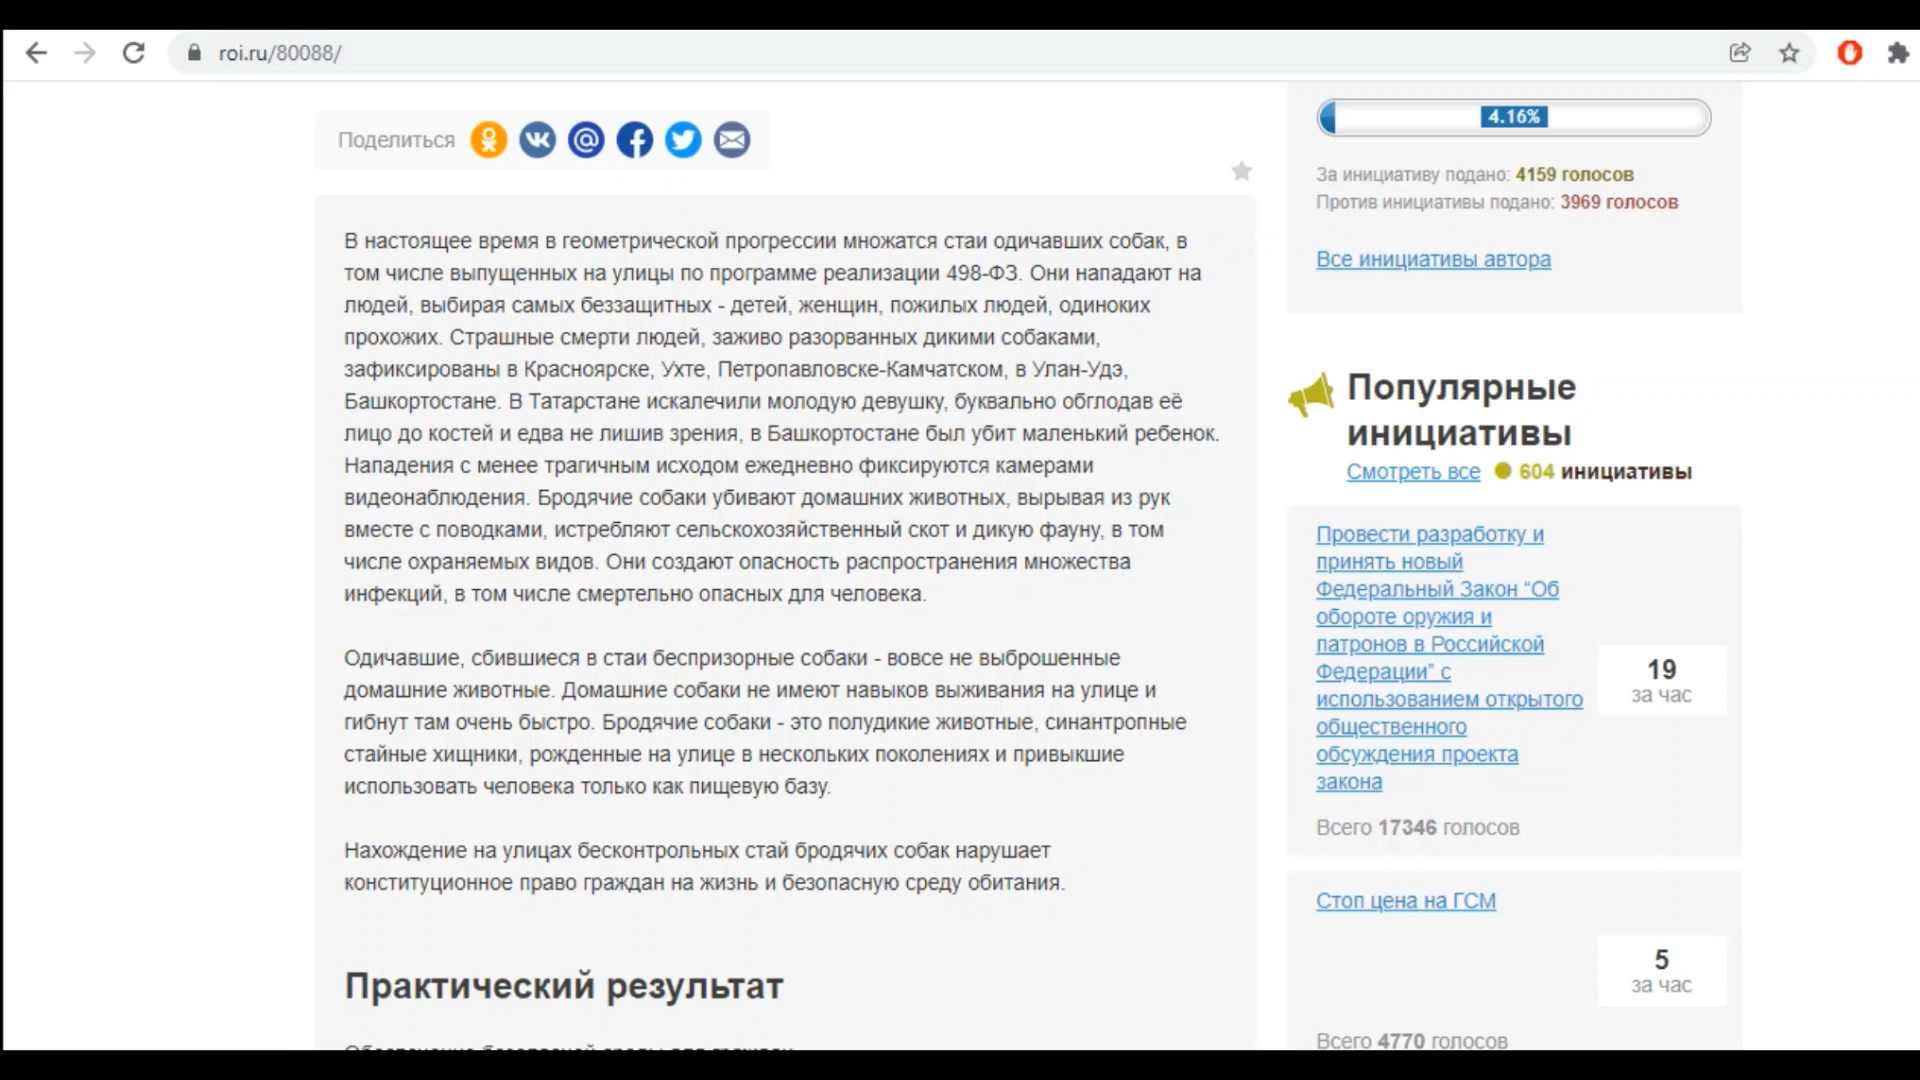 roi.ru/80088/
Поделиться
В настоящее время в геометрической прогрессии множатся стаи одичавших собак, в
том числе выпущенных на улицы по программе реализации 498-ФЗ. Они нападают на
людей, выбирая самых беззащитных - детей, женщин, пожилых людей, одиноких
прохожих. Страшные смерти людей, заживо разорванных дикими собаками,
зафиксированы в Красноярске, Ухте, Петропавловске-Камчатском, в Улан-Удэ,
Башкортостане. В Татарстане искалечили молодую девушку, буквально обглодав её
лицо до костей и едва не лишив зрения, в Башкортостане был убит маленький ребенок.
Нападения с менее трагичным исходом ежедневно фиксируются камерами
видеонаблюдения. Бродячие собаки убивают домашних животных, вырывая из рук
вместе с поводками, истребляют сельскохозяйственный скот и дикую фауну, в том
числе охраняемых видов. Они создают опасность распространения множества
инфекций, в том числе смертельно опасных для человека.
Одичавшие, сбившиеся в стаи беспризорные собаки - вовсе не выброшенные
домашние животные. Домашние собаки не имеют навыков выживания на улице и
гибнут там очень быстро. Бродячие собаки - это полудикие животные, синантропные
стайные хищники, рожденные на улице в нескольких поколениях и привыкшие
использовать человека только как пищевую базу.
Нахождение на улицах бесконтрольных стай бродячих собак нарушает
конституционное право граждан на жизнь и безопасную среду обитания.
Практический результат
4.16%
За инициативу подано: 4159 голосов
Против инициативы подано: 3969 голосов
Все инициативы автора
Популярные
инициативы
Смотреть все 604 инициативы
Провести разработку и
принять новый
Федеральный Закон “Об
обороте оружия и
патронов в Российской
Федерации” с
использованием открытого
общественного
обсуждения проекта
закона
19
за час
Всего 17346 голосов
Стоп цена на ГСМ
5
за час
Всего 4770 голосов